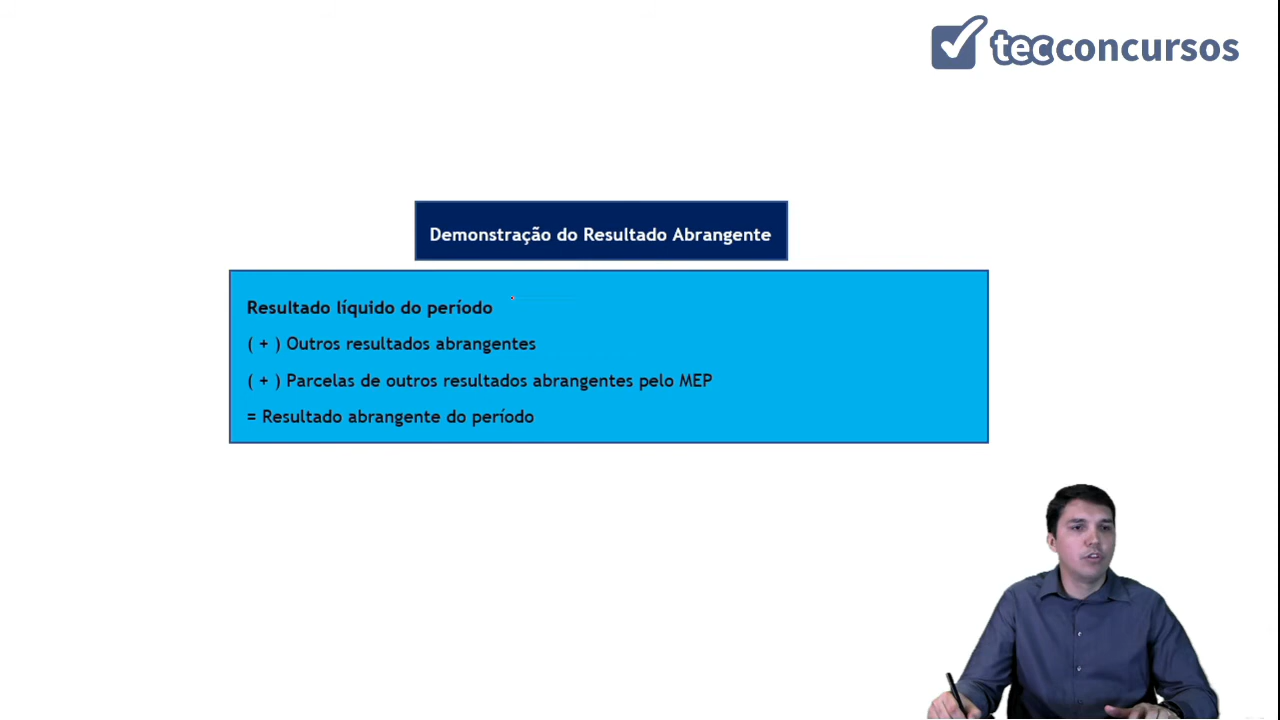 tecconcursos
Demonstração do Resultado Abrangente
Resultado líquido do período
( + ) Outros resultados abrangentes
( + ) Parcelas de outros resultados abrangentes pelo MEP
= Resultado abrangente do período